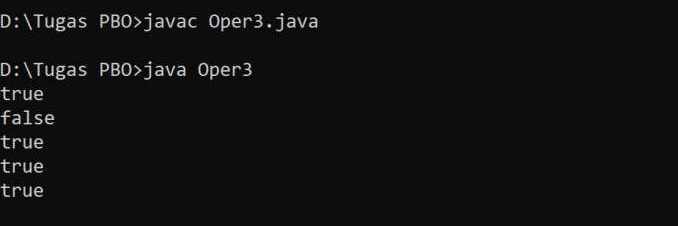 D:\Tugas PBO>javac Oper3.java
D:\Tugas PBO>java Oper3
true
false
true
true
true